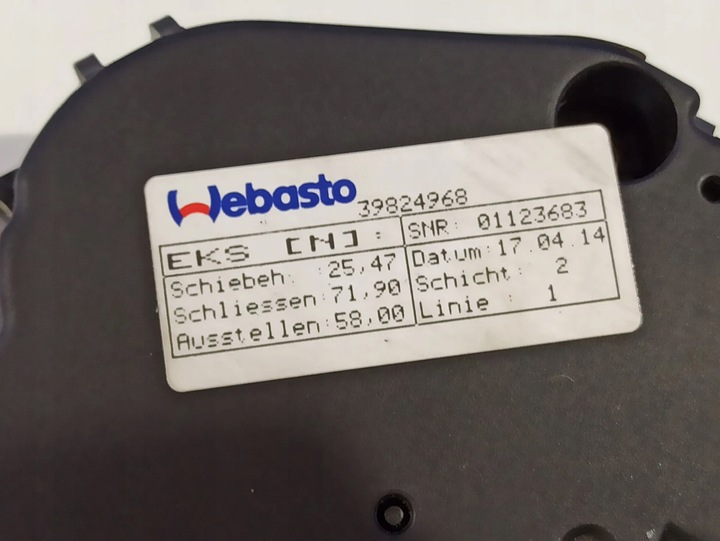 Webasto 39824968
EKS [N]: SNR: 01123683
Schiebeh. :25,47 Datum:17.04.14
Schliessen:71,90 Schicht: 2
Ausstellen:58,00 Linie : 1